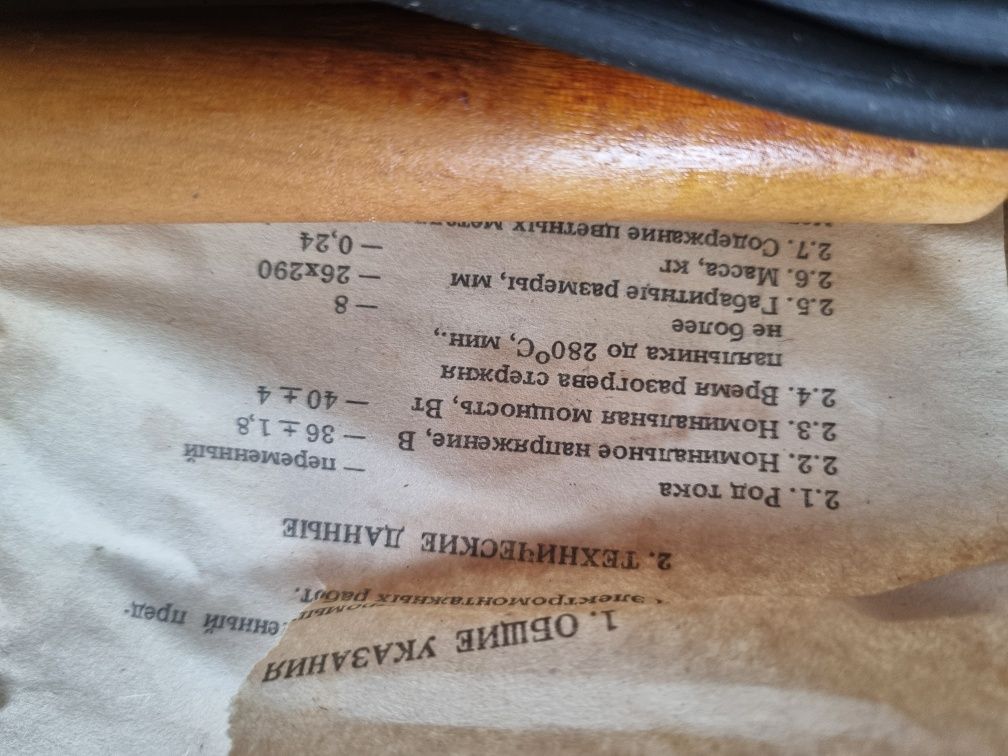 1. ОБЩИЕ УКАЗАНИЯ
пред-
электромонтажных работ.
2. ТЕХНИЧЕСКИЕ ДАННЫЕ
2.1. Род тока — переменный
2.2. Номинальное напряжение, В — 36 ± 1,8
2.3. Номинальная мощность, Вт — 40 ± 4
2.4. Время разогрева стержня
паяльника до 280°С, мин.,
не более — 8
2.5. Габаритные размеры, мм — 26х290
2.6. Масса, кг — 0,24
2.7. Содержание цветных